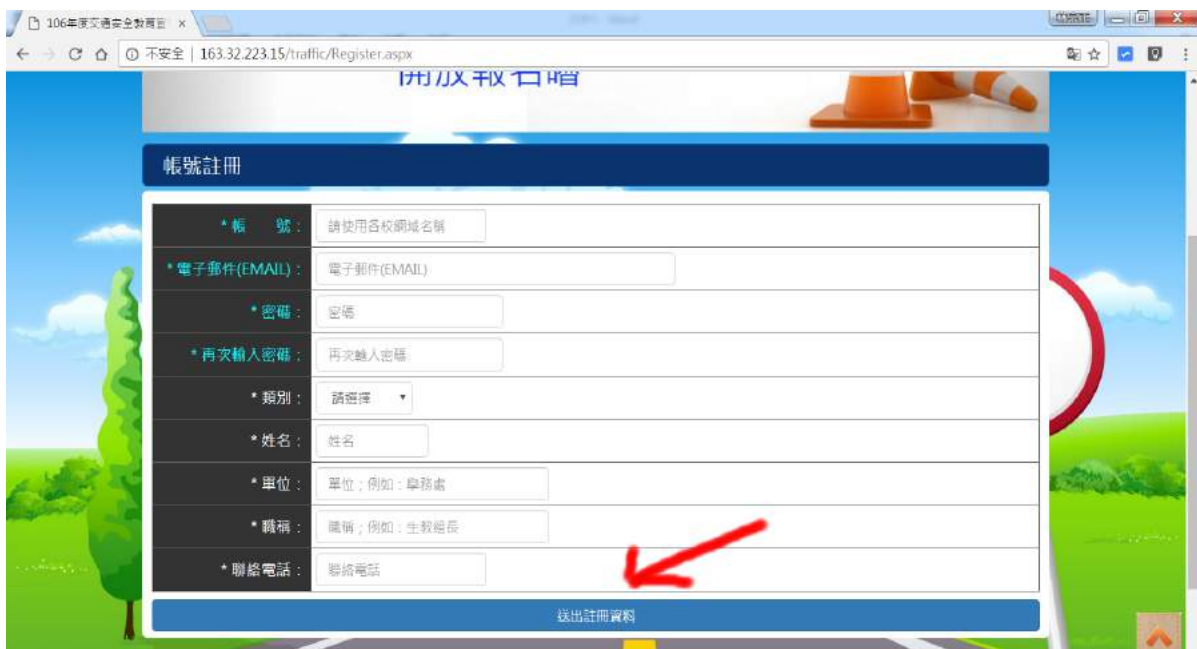 106年度交通安全教育
不安全 | 163.32.223.15/traffic/Register.aspx
開放報名囉
帳號註冊
* 帳 號 : 請使用各校網域名稱
* 電子郵件(EMAIL) : 電子郵件(EMAIL)
* 密碼 : 密碼
* 再次輸入密碼 : 再次輸入密碼
* 類別 : 請選擇
* 姓名 : 姓名
* 單位 : 單位 ; 例如 : 學務處
* 職稱 : 職稱 ; 例如 : 生教組長
* 聯絡電話 : 聯絡電話
送出註冊資料